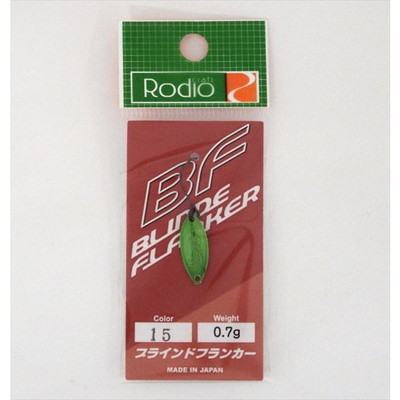 craft
Rodio
BF
BLINDE
FLANKER
Color Weight
15 0.7g
ブラインドフランカー
MADE IN JAPAN